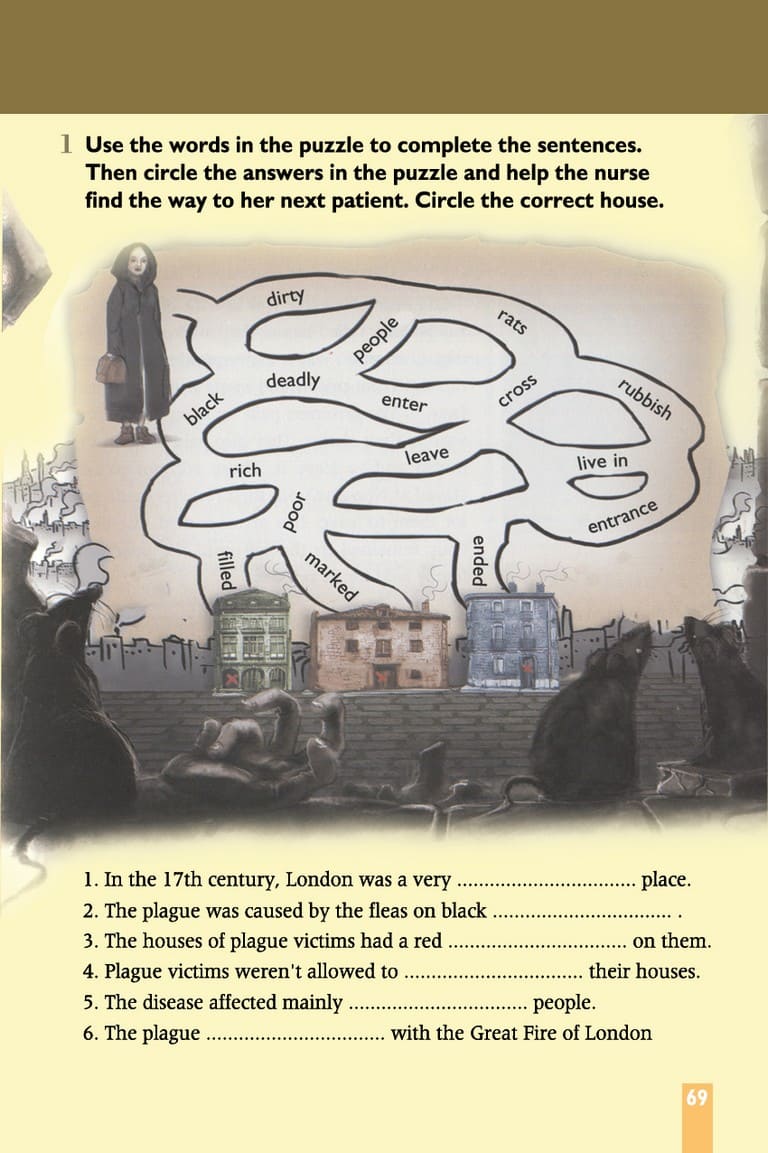 1 Use the words in the puzzle to complete the sentences.
Then circle the answers in the puzzle and help the nurse
find the way to her next patient. Circle the correct house.
dirty
people
rats
deadly
enter
cross
rubbish
black
leave
live in
rich
poor
entrance
filled
marked
ended
1. In the 17th century, London was a very ................................. place.
2. The plague was caused by the fleas on black ................................. .
3. The houses of plague victims had a red ................................. on them.
4. Plague victims weren't allowed to ................................. their houses.
5. The disease affected mainly ................................. people.
6. The plague ................................. with the Great Fire of London
69